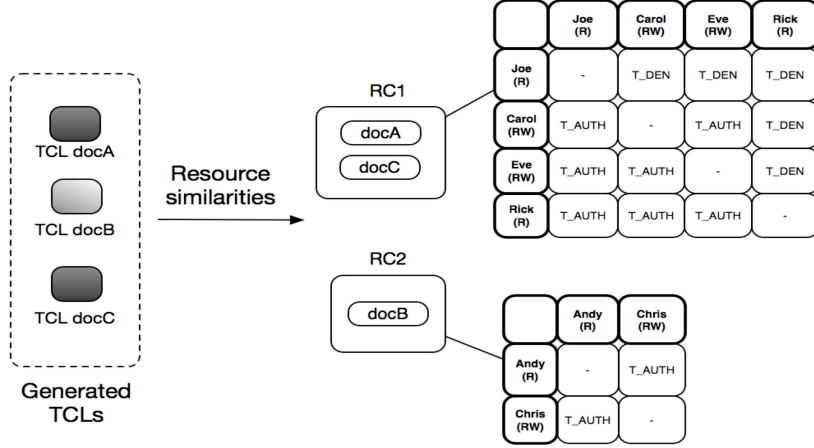 TCL docA
TCL docB
TCL docC
Generated
TCLs
Resource
similarities
RC1
docA
docC
Joe (R) Carol (RW) Eve (RW) Rick (R)
Joe (R) - T_DEN T_DEN T_DEN
Carol (RW) T_AUTH - T_AUTH T_DEN
Eve (RW) T_AUTH T_AUTH - T_DEN
Rick (R) T_AUTH T_AUTH T_AUTH -
RC2
docB
Andy (R) Chris (RW)
Andy (R) - T_AUTH
Chris (RW) T_AUTH -